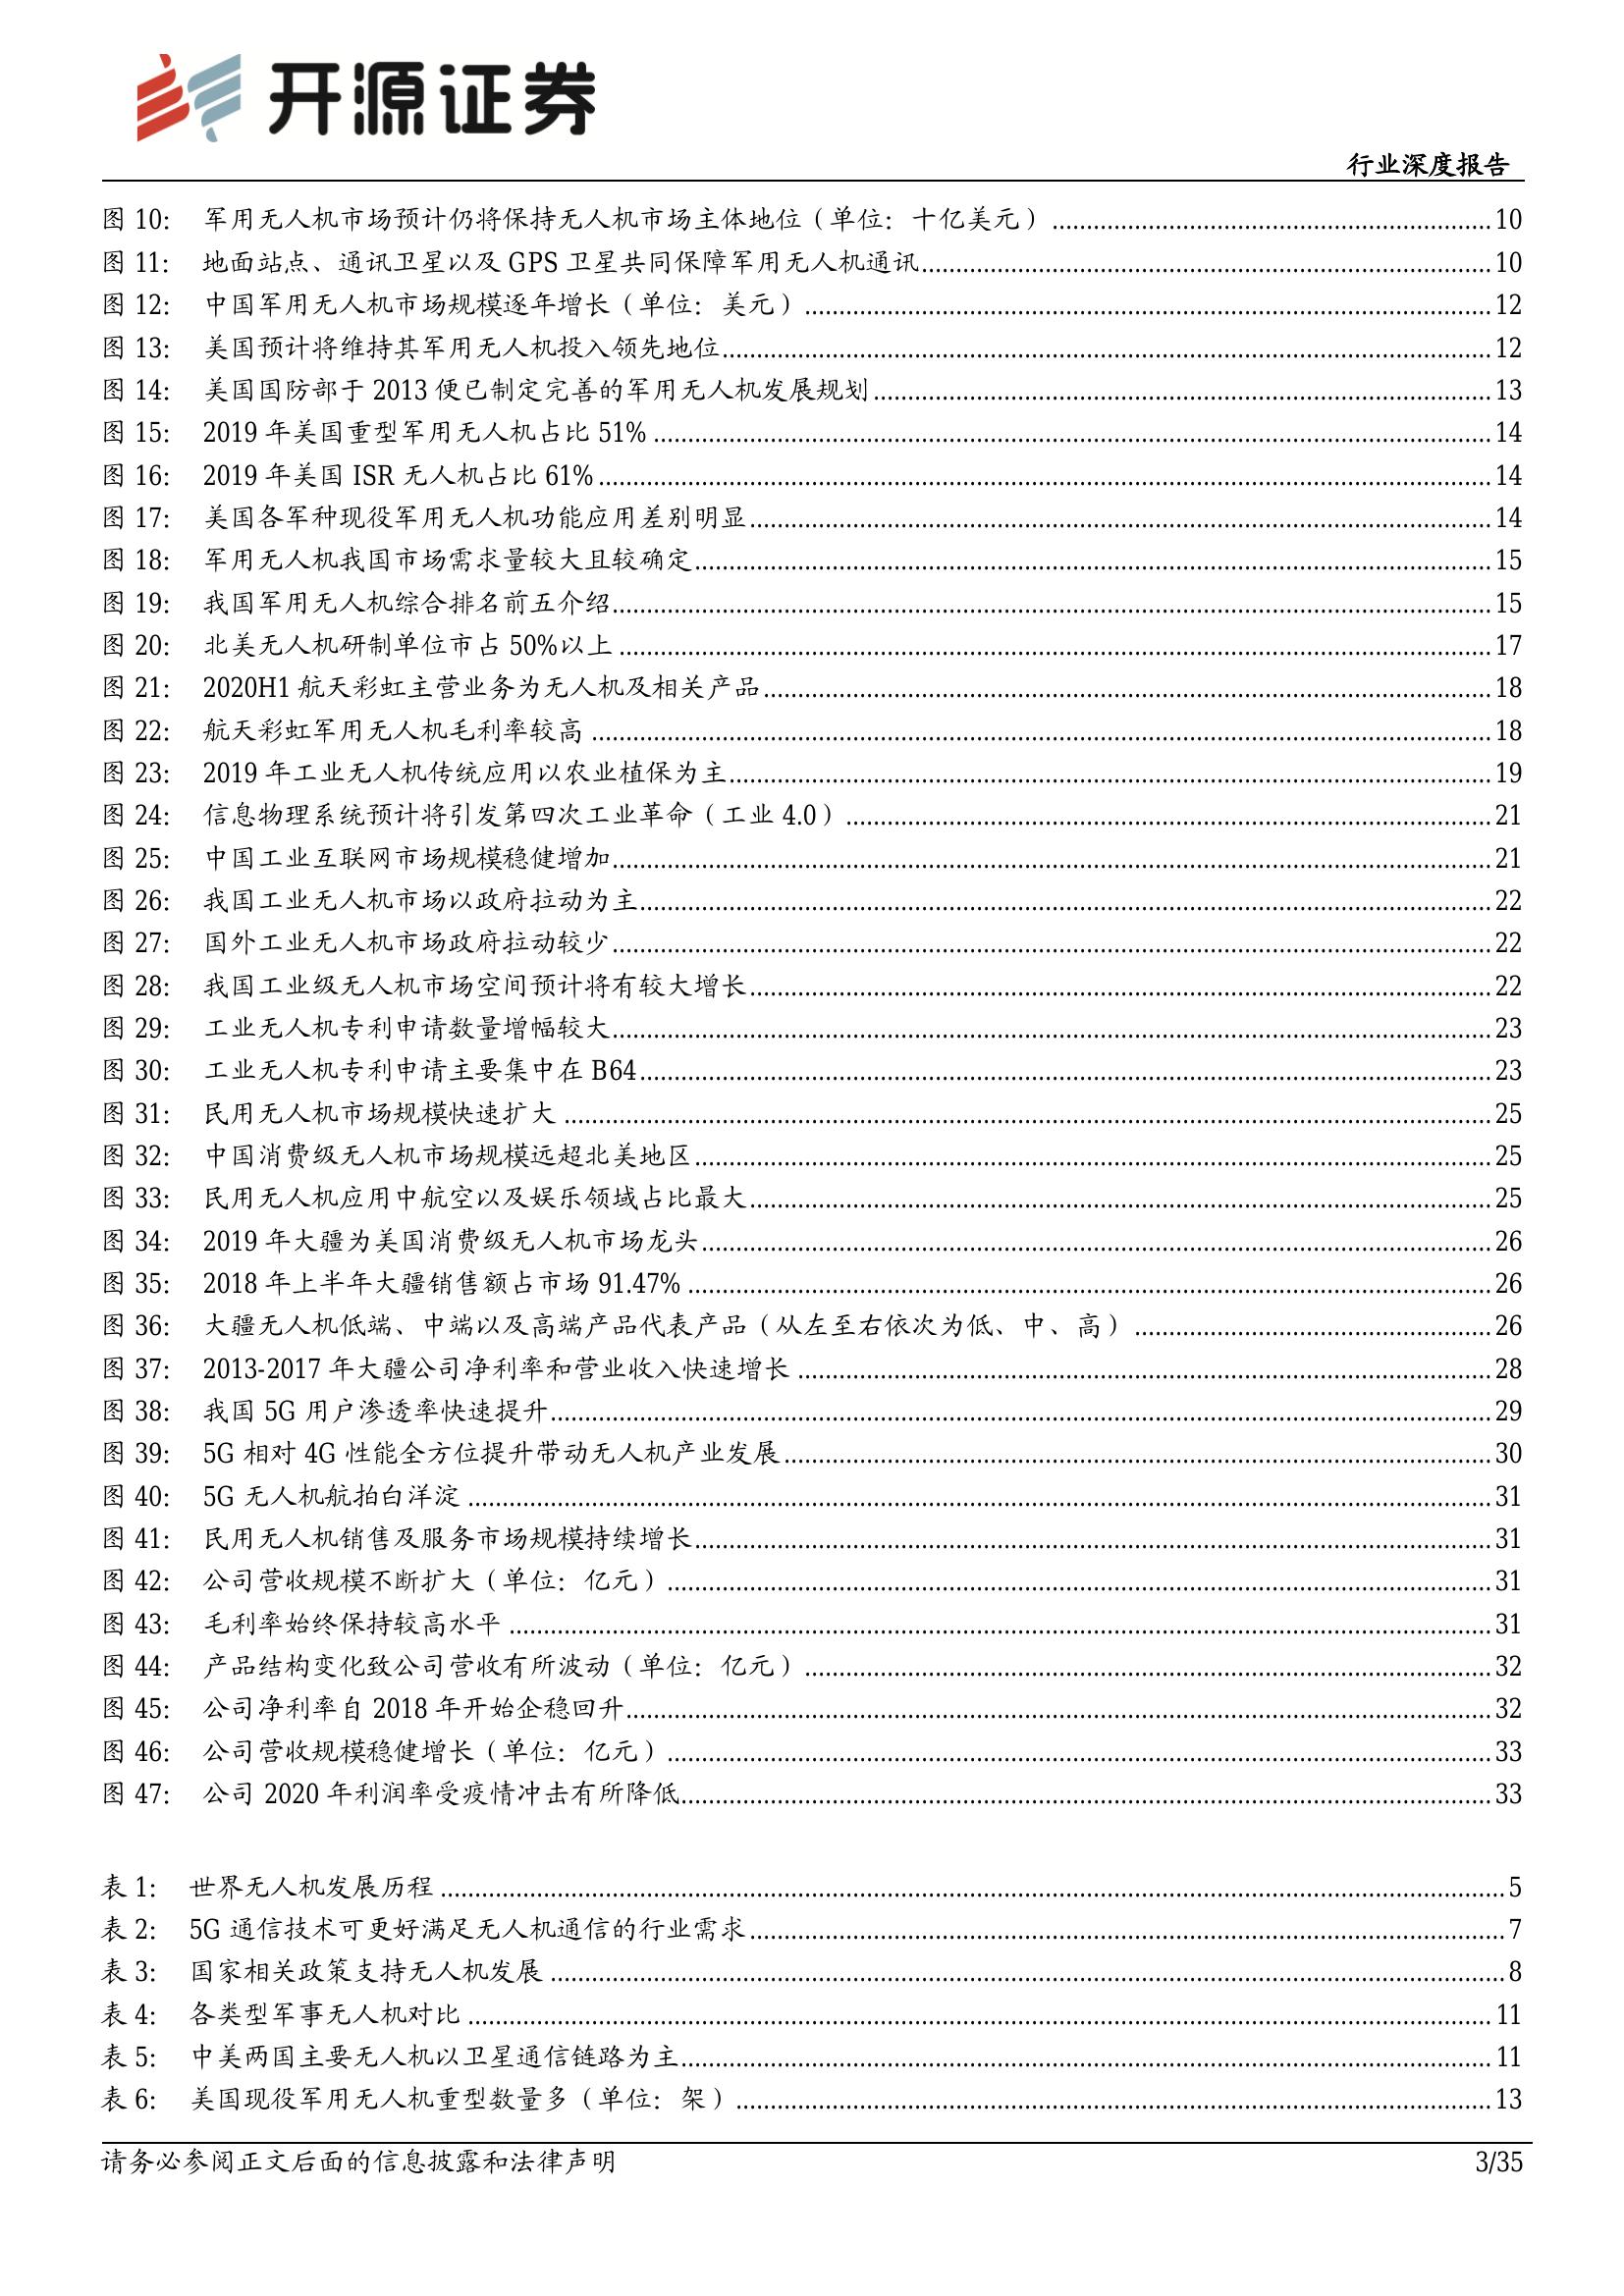 开源证券
行业深度报告
图 10: 军用无人机市场预计仍将保持无人机市场主体地位（单位：十亿美元） 10
图 11: 地面站点、通讯卫星以及 GPS 卫星共同保障军用无人机通讯 10
图 12: 中国军用无人机市场规模逐年增长（单位：美元） 12
图 13: 美国预计将维持其军用无人机投入领先地位 12
图 14: 美国国防部于 2013 便已制定完善的军用无人机发展规划 13
图 15: 2019 年美国重型军用无人机占比 51% 14
图 16: 2019 年美国 ISR 无人机占比 61% 14
图 17: 美国各军种现役军用无人机功能应用差别明显 14
图 18: 军用无人机我国市场需求量较大且较确定 15
图 19: 我国军用无人机综合排名前五介绍 15
图 20: 北美无人机研制单位市占 50%以上 17
图 21: 2020H1 航天彩虹主营业务为无人机及相关产品 18
图 22: 航天彩虹军用无人机毛利率较高 18
图 23: 2019 年工业无人机传统应用以农业植保为主 19
图 24: 信息物理系统预计将引发第四次工业革命（工业 4.0） 21
图 25: 中国工业互联网市场规模稳健增加 21
图 26: 我国工业无人机市场以政府拉动为主 22
图 27: 国外工业无人机市场政府拉动较少 22
图 28: 我国工业级无人机市场空间预计将有较大增长 22
图 29: 工业无人机专利申请数量增幅较大 23
图 30: 工业无人机专利申请主要集中在 B64 23
图 31: 民用无人机市场规模快速扩大 25
图 32: 中国消费级无人机市场规模远超北美地区 25
图 33: 民用无人机应用中航空以及娱乐领域占比最大 25
图 34: 2019 年大疆为美国消费级无人机市场龙头 26
图 35: 2018 年上半年大疆销售额占市场 91.47% 26
图 36: 大疆无人机低端、中端以及高端产品代表产品（从左至右依次为低、中、高） 26
图 37: 2013-2017 年大疆公司净利率和营业收入快速增长 28
图 38: 我国 5G 用户渗透率快速提升 29
图 39: 5G 相对 4G 性能全方位提升带动无人机产业发展 30
图 40: 5G 无人机航拍白洋淀 31
图 41: 民用无人机销售及服务市场规模持续增长 31
图 42: 公司营收规模不断扩大（单位：亿元） 31
图 43: 毛利率始终保持较高水平 31
图 44: 产品结构变化致公司营收有所波动（单位：亿元） 32
图 45: 公司净利率自 2018 年开始企稳回升 32
图 46: 公司营收规模稳健增长（单位：亿元） 33
图 47: 公司 2020 年利润率受疫情冲击有所降低 33
表 1: 世界无人机发展历程 5
表 2: 5G 通信技术可更好满足无人机通信的行业需求 7
表 3: 国家相关政策支持无人机发展 8
表 4: 各类型军事无人机对比 11
表 5: 中美两国主要无人机以卫星通信链路为主 11
表 6: 美国现役军用无人机重型数量多（单位：架） 13
请务必参阅正文后面的信息披露和法律声明 3/35